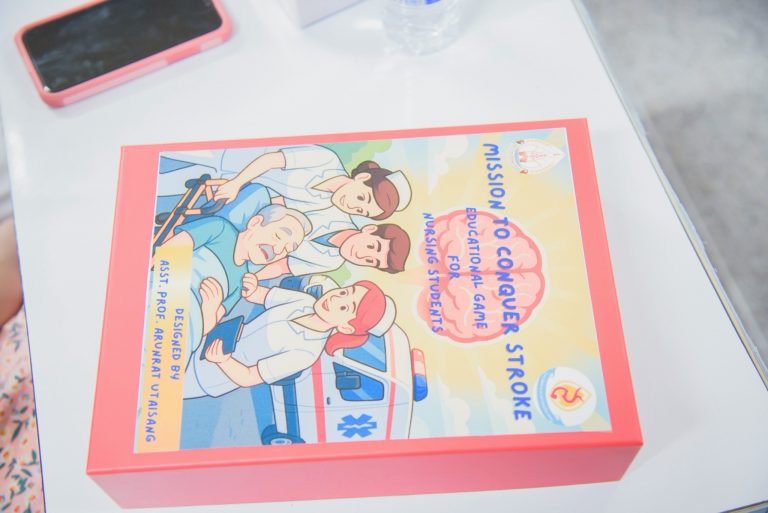 MISSION TO CONQUER STROKE
EDUCATIONAL GAME
FOR
NURSING STUDENTS
DESIGNED BY
ASST. PROF. ARUNRAT UTAISANG